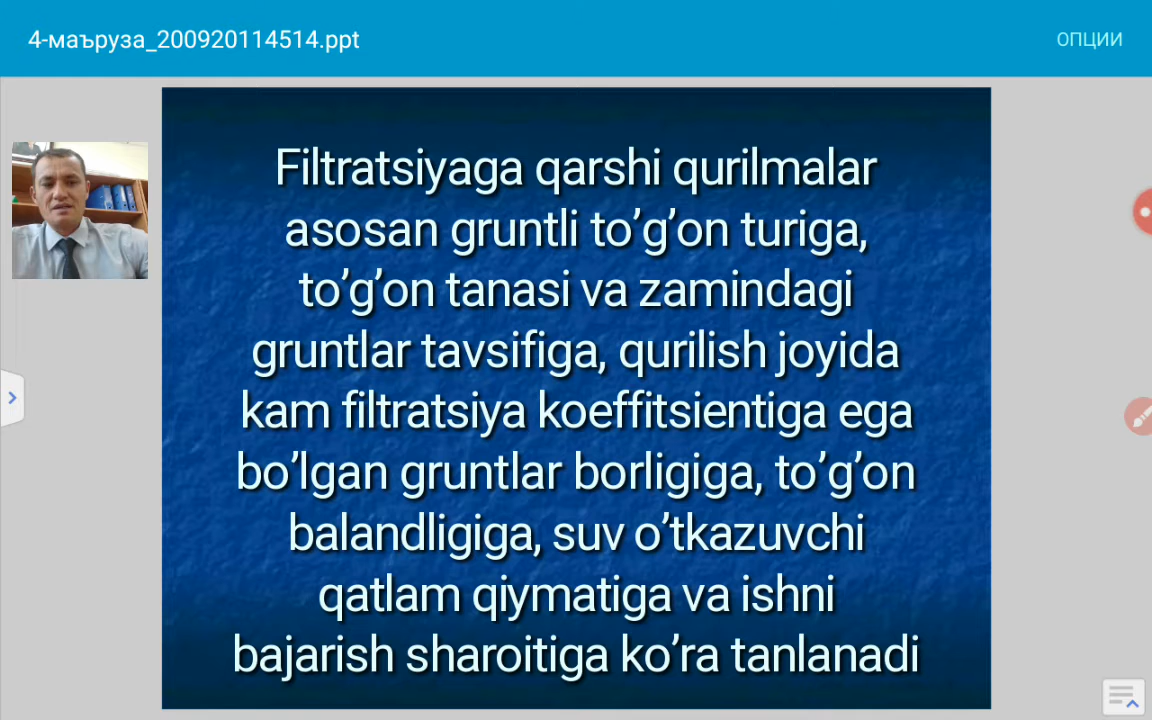 4-маъруза_200920114514.ppt
ОПЦИИ
Filtratsiyaga qarshi qurilmalar
asosan gruntli to’g’on turiga,
to’g’on tanasi va zamindagi
gruntlar tavsifiga, qurilish joyida
kam filtratsiya koeffitsientiga ega
bo’lgan gruntlar borligiga, to’g’on
balandligiga, suv o’tkazuvchi
qatlam qiymatiga va ishni
bajarish sharoitiga ko’ra tanlanadi